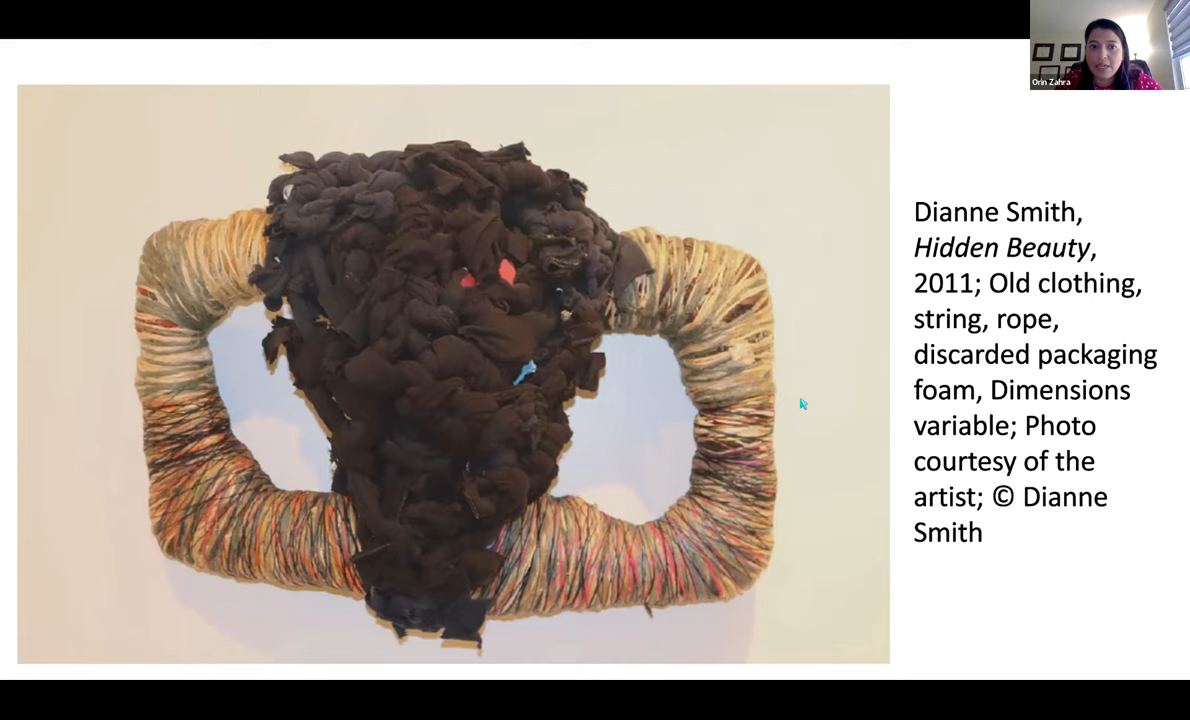 Orin Zahra
Dianne Smith,
Hidden Beauty,
2011; Old clothing,
string, rope,
discarded packaging
foam, Dimensions
variable; Photo
courtesy of the
artist; © Dianne
Smith